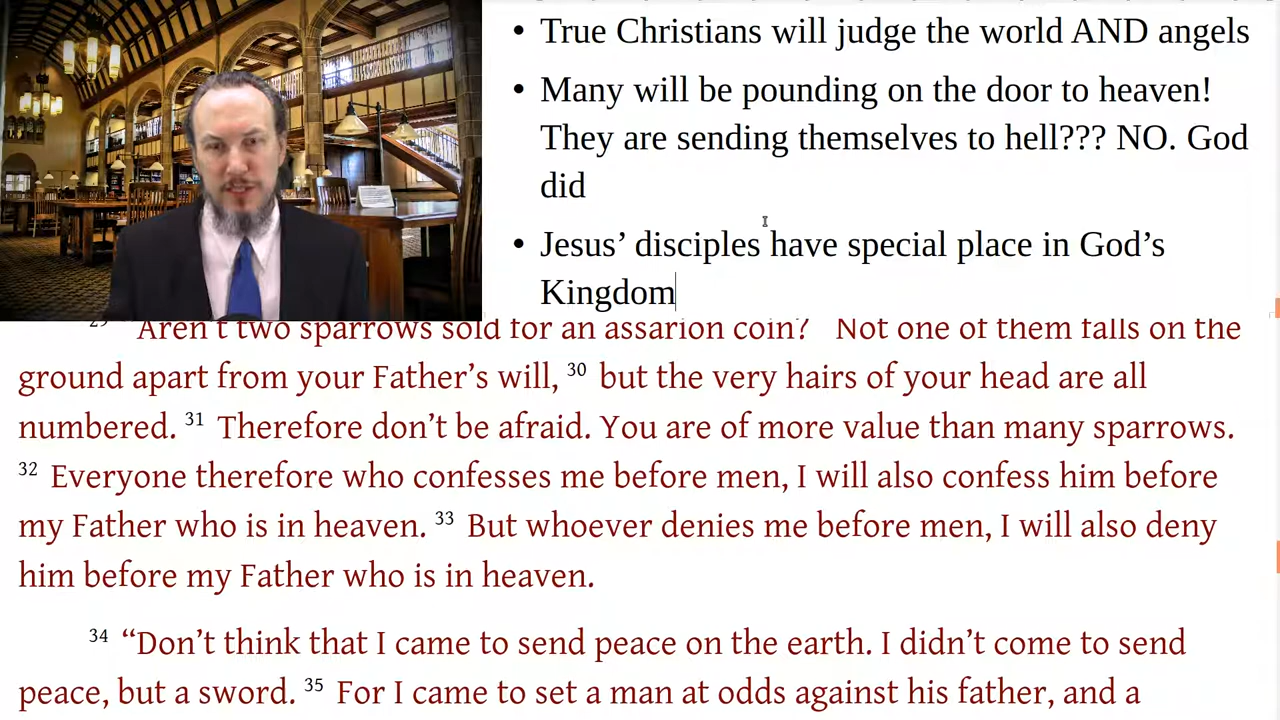 • True Christians will judge the world AND angels
• Many will be pounding on the door to heaven!
They are sending themselves to hell??? NO. God
did
• Jesus’ disciples have special place in God’s
Kingdom
29 “Aren’t two sparrows sold for an assarion coin? Not one of them falls on the
ground apart from your Father’s will, 30 but the very hairs of your head are all
numbered. 31 Therefore don’t be afraid. You are of more value than many sparrows.
32 Everyone therefore who confesses me before men, I will also confess him before
my Father who is in heaven. 33 But whoever denies me before men, I will also deny
him before my Father who is in heaven.
34 “Don’t think that I came to send peace on the earth. I didn’t come to send
peace, but a sword. 35 For I came to set a man at odds against his father, and a